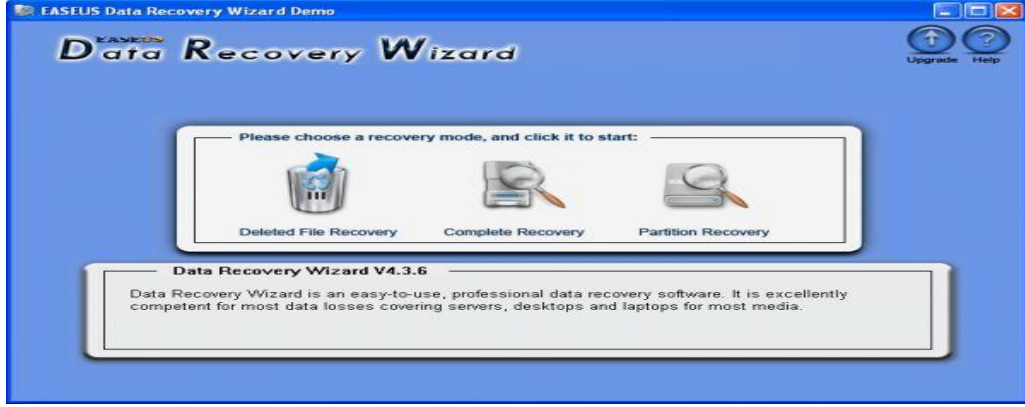 EASEUS Data Recovery Wizard Demo
EASEUS
Data Recovery Wizard
Upgrade Help
Please choose a recovery mode, and click it to start:
Deleted File Recovery Complete Recovery Partition Recovery
Data Recovery Wizard V4.3.6
Data Recovery Wizard is an easy-to-use, professional data recovery software. It is excellently
competent for most data losses covering servers, desktops and laptops for most media.